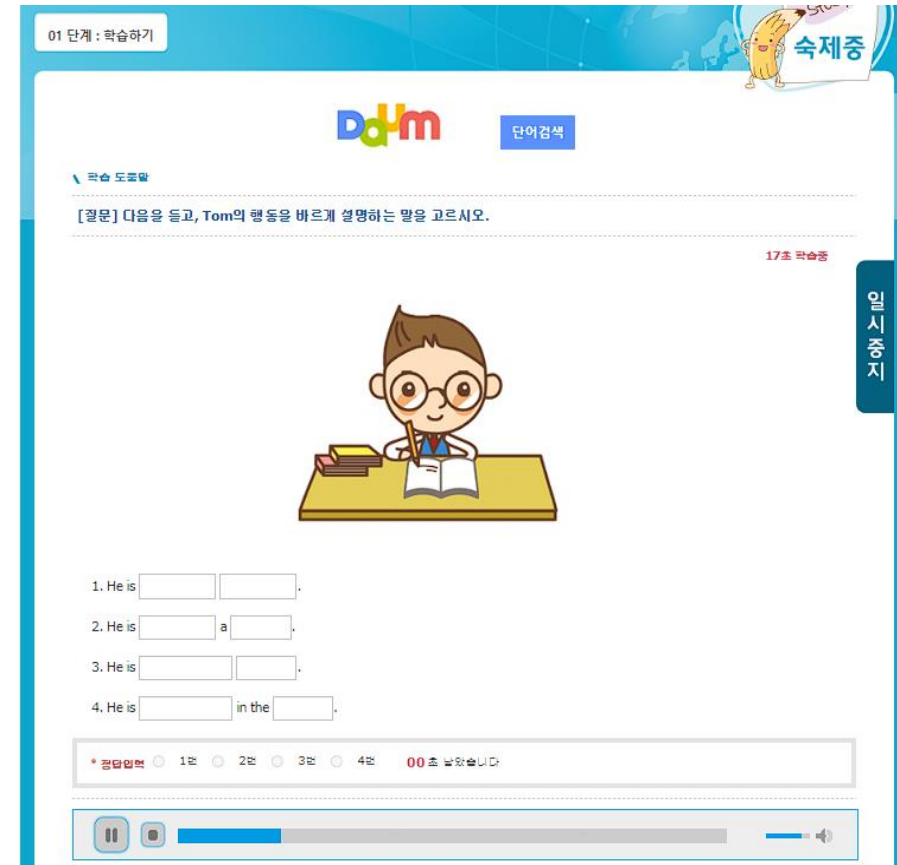 01 단계 : 학습하기
숙제중
Daum 단어검색
학습 도움말
[질문] 다음을 듣고, Tom의 행동을 바르게 설명하는 말을 고르시오.
17초 학습중
일시중지
1. He is .
2. He is a .
3. He is .
4. He is in the .
* 정답입력 1번 2번 3번 4번 00초 남았습니다